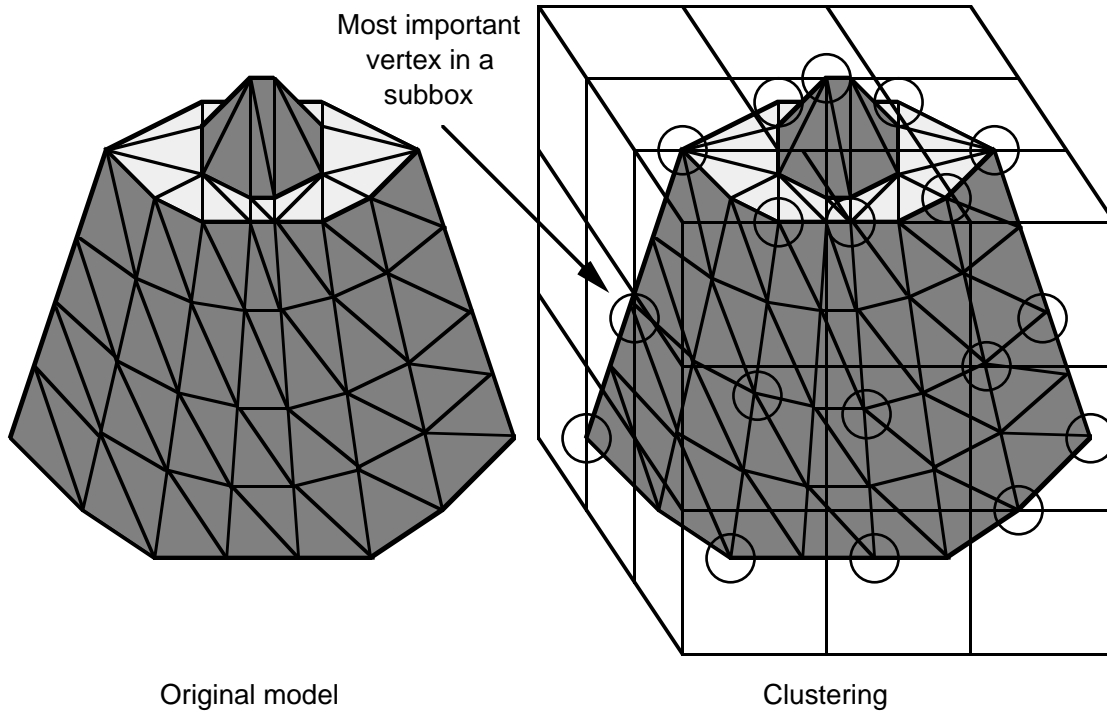 Most important
vertex in a
subbox
Original model
Clustering